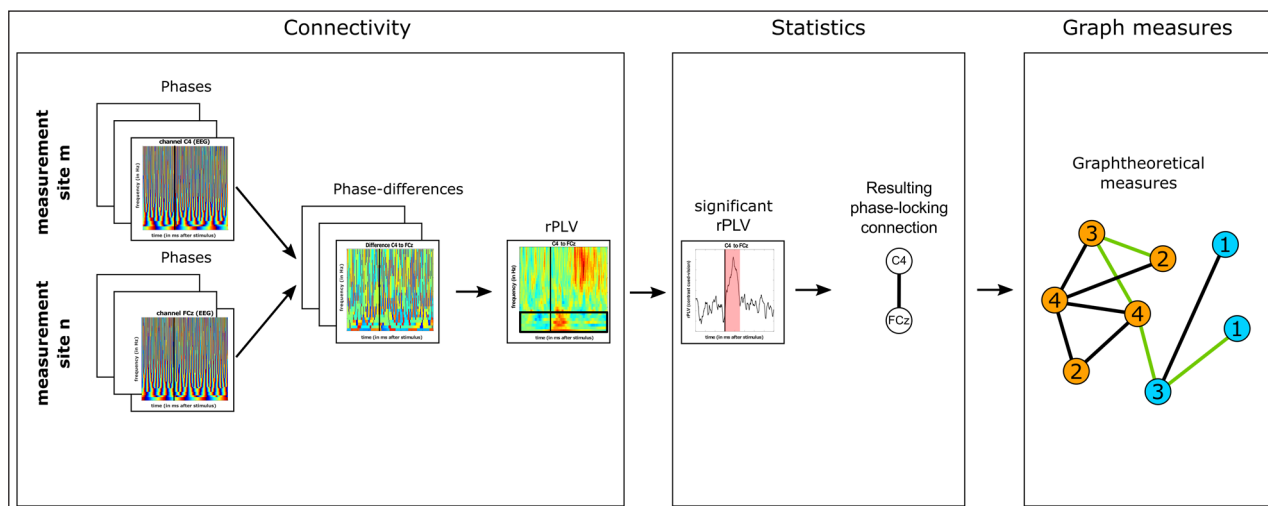 Connectivity
Statistics
Graph measures
measurement
site m
Phases
channel C4 (EEG)
frequency (in Hz)
time (in ms after stimulus)
measurement
site n
Phases
channel FCz (EEG)
frequency (in Hz)
time (in ms after stimulus)
Phase-differences
Difference C4 to FCz
frequency (in Hz)
time (in ms after stimulus)
rPLV
C4 to FCz
frequency (in Hz)
time (in ms after stimulus)
significant
rPLV
C4 to FCz
time (in ms after stimulus)
Resulting
phase-locking
connection
C4
FCz
Graphtheoretical
measures
3
2
1
4
4
1
2
3